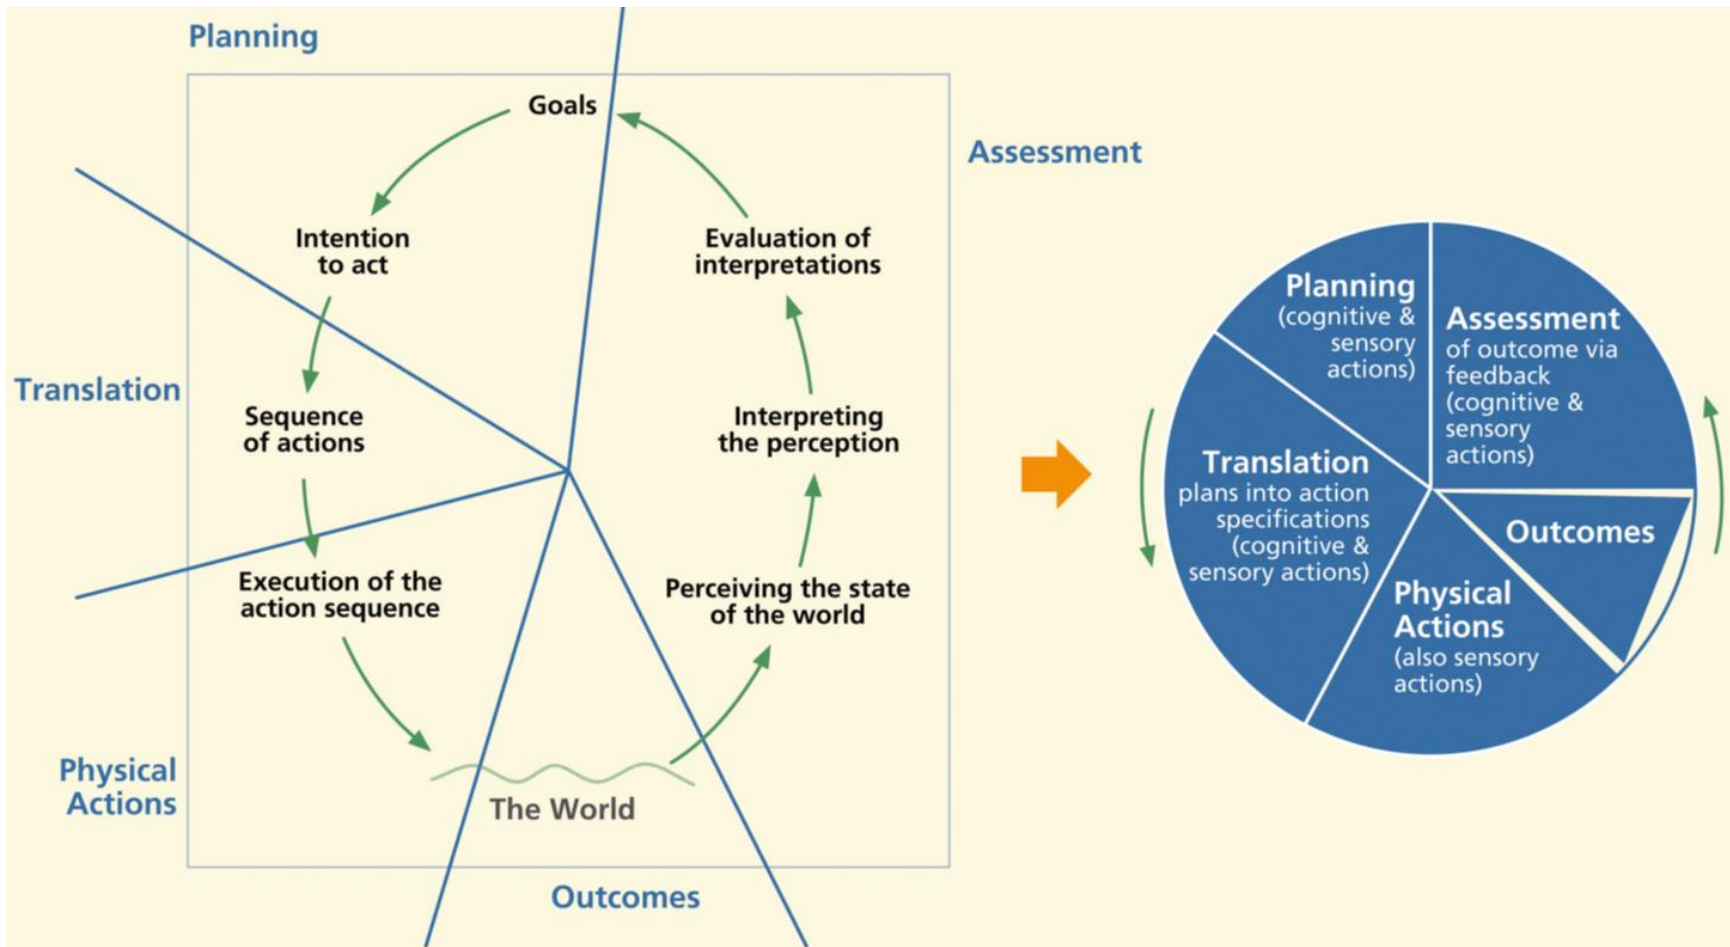 Planning
Goals
Assessment
Intention
to act
Evaluation of
interpretations
Translation
Sequence
of actions
Interpreting
the perception
Execution of the
action sequence
Perceiving the state
of the world
Physical
Actions
The World
Outcomes
Planning
(cognitive &
sensory
actions)
Assessment
of outcome via
feedback
(cognitive &
sensory
actions)
Translation
plans into action
specifications
(cognitive &
sensory actions)
Outcomes
Physical
Actions
(also sensory
actions)